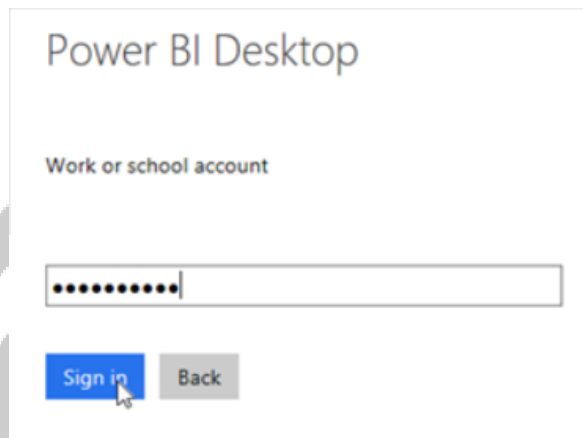 Power BI Desktop
Work or school account
••••••••••
Sign in
Back